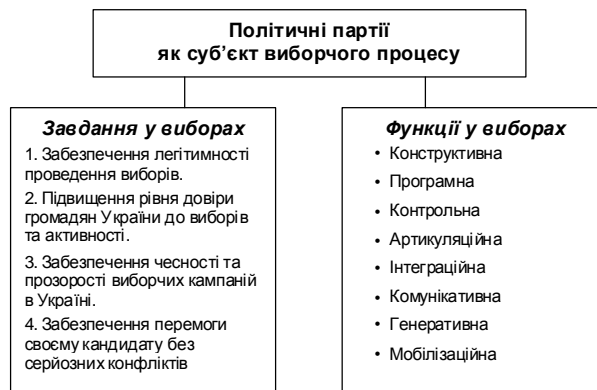 Політичні партії
як суб’єкт виборчого процесу
Завдання у виборах
1. Забезпечення легітимності
проведення виборів.
2. Підвищення рівня довіри
громадян України до виборів
та активності.
3. Забезпечення чесності та
прозорості виборчих кампаній
в Україні.
4. Забезпечення перемоги
своєму кандидату без
серйозних конфліктів
Функції у виборах
• Конструктивна
• Програмна
• Контрольна
• Артикуляційна
• Інтеграційна
• Комунікативна
• Генеративна
• Мобілізаційна